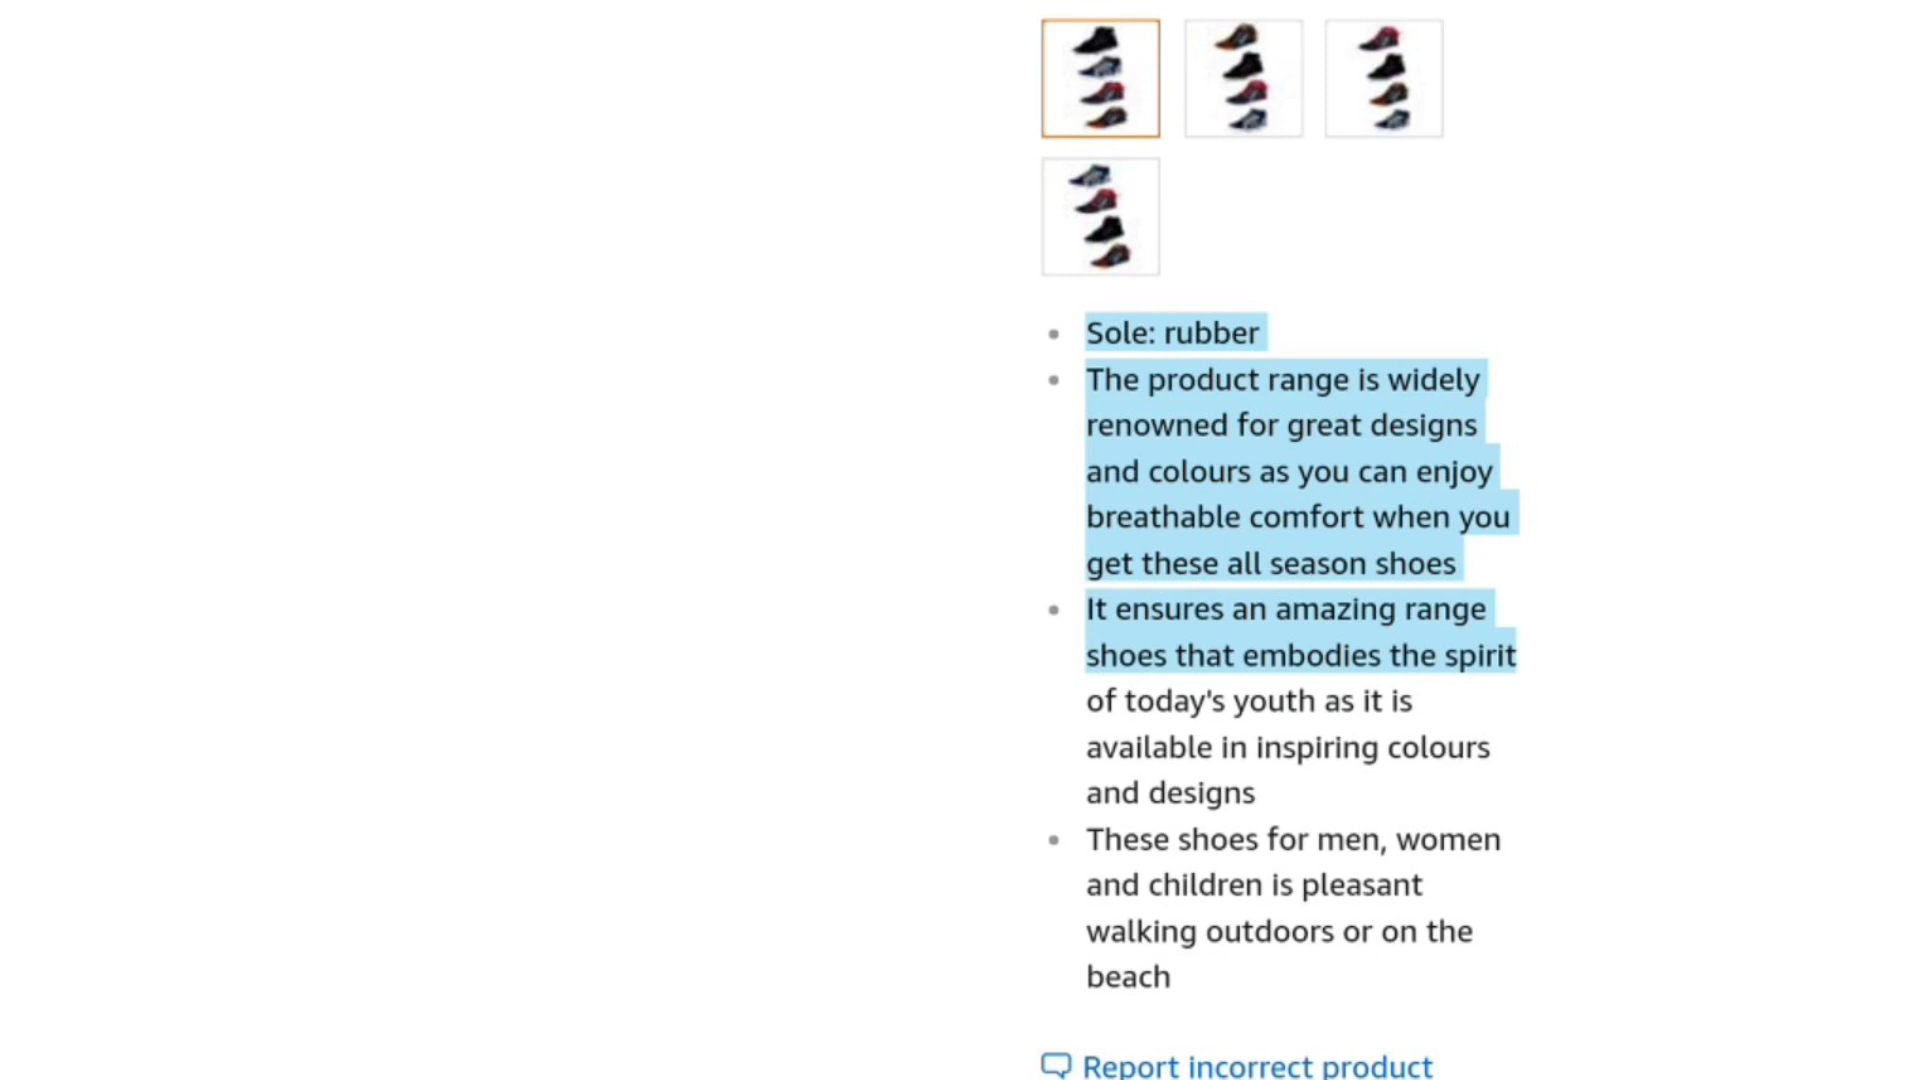 Sole: rubber
The product range is widely
renowned for great designs
and colours as you can enjoy
breathable comfort when you
get these all season shoes
It ensures an amazing range
shoes that embodies the spirit
of today's youth as it is
available in inspiring colours
and designs
These shoes for men, women
and children is pleasant
walking outdoors or on the
beach
Report incorrect product